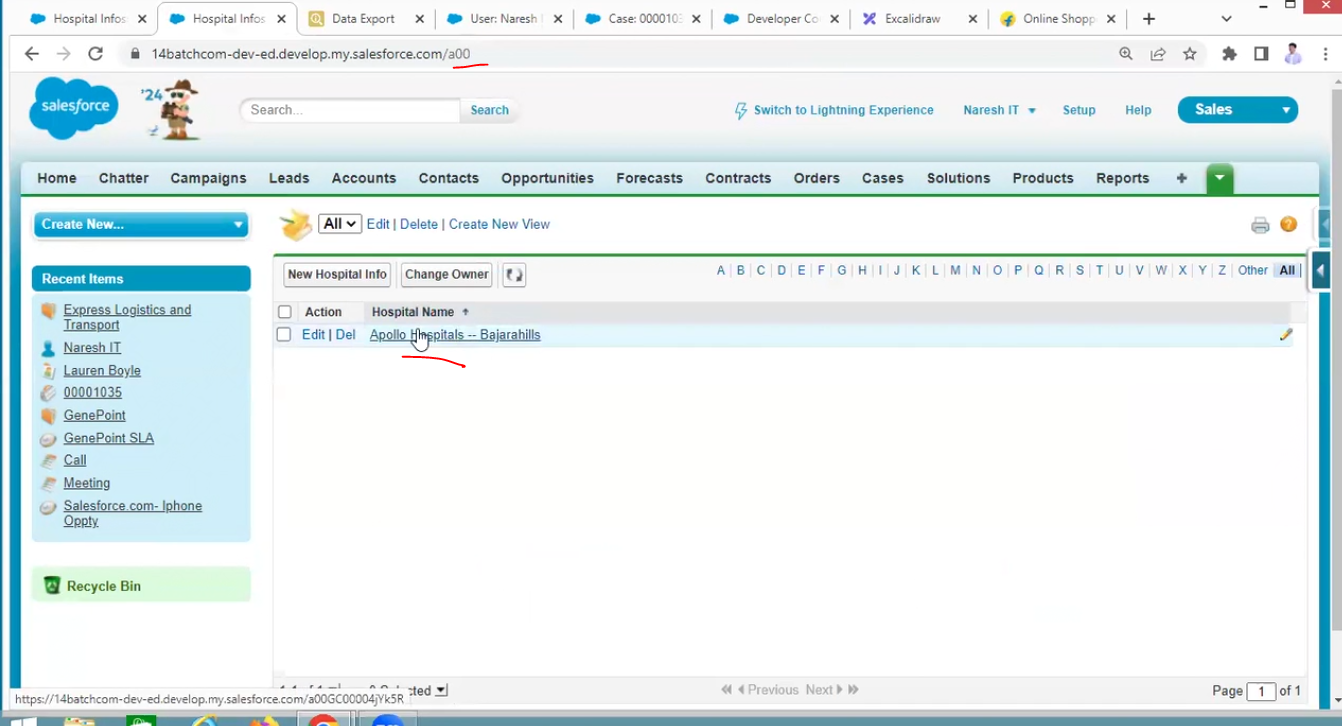 Hospital Infos
Hospital Infos
Data Export
User: Naresh
Case: 0000103
Developer Co
Excalidraw
Online Shopp
14batchcom-dev-ed.develop.my.salesforce.com/a00
salesforce
'24
Search...
Search
Switch to Lightning Experience
Naresh IT
Setup
Help
Sales
Home
Chatter
Campaigns
Leads
Accounts
Contacts
Opportunities
Forecasts
Contracts
Orders
Cases
Solutions
Products
Reports
Create New...
All
Edit | Delete | Create New View
Recent Items
Express Logistics and
Transport
Naresh IT
Lauren Boyle
00001035
GenePoint
GenePoint SLA
Call
Meeting
Salesforce.com- Iphone
Oppty
Recycle Bin
New Hospital Info
Change Owner
A | B | C | D | E | F | G | H | I | J | K | L | M | N | O | P | Q | R | S | T | U | V | W | X | Y | Z | Other | All
Action
Hospital Name
Edit | Del
Apollo Hospitals -- Bajarahills
Previous
Next
Page 1 of 1
https://14batchcom-dev-ed.develop.my.salesforce.com/a00GC00004jYk5R